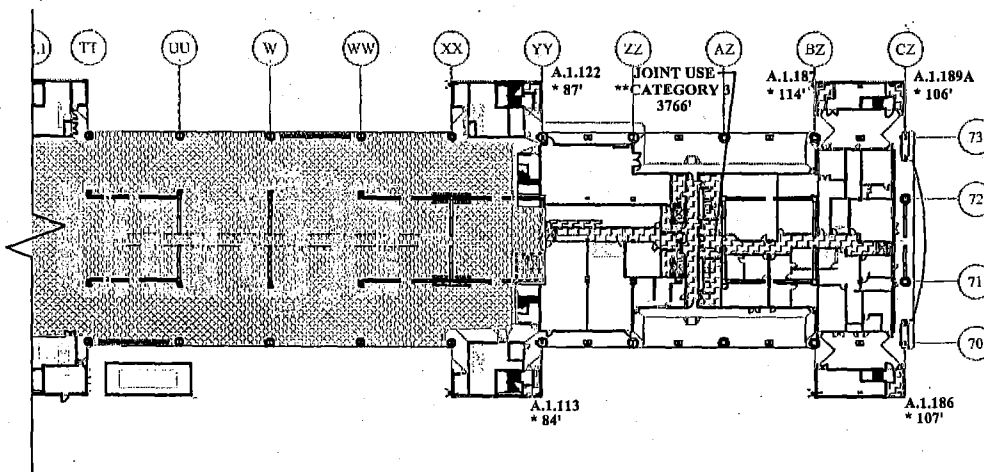 TT
UU
W
WW
XX
YY
ZZ
AZ
BZ
CZ
A.1.122
* 87'
JOINT USE
**CATEGORY 3
3766'
A.1.187
* 114'
A.1.189A
* 106'
73
72
71
70
A.1.113
* 84'
A.1.186
* 107'